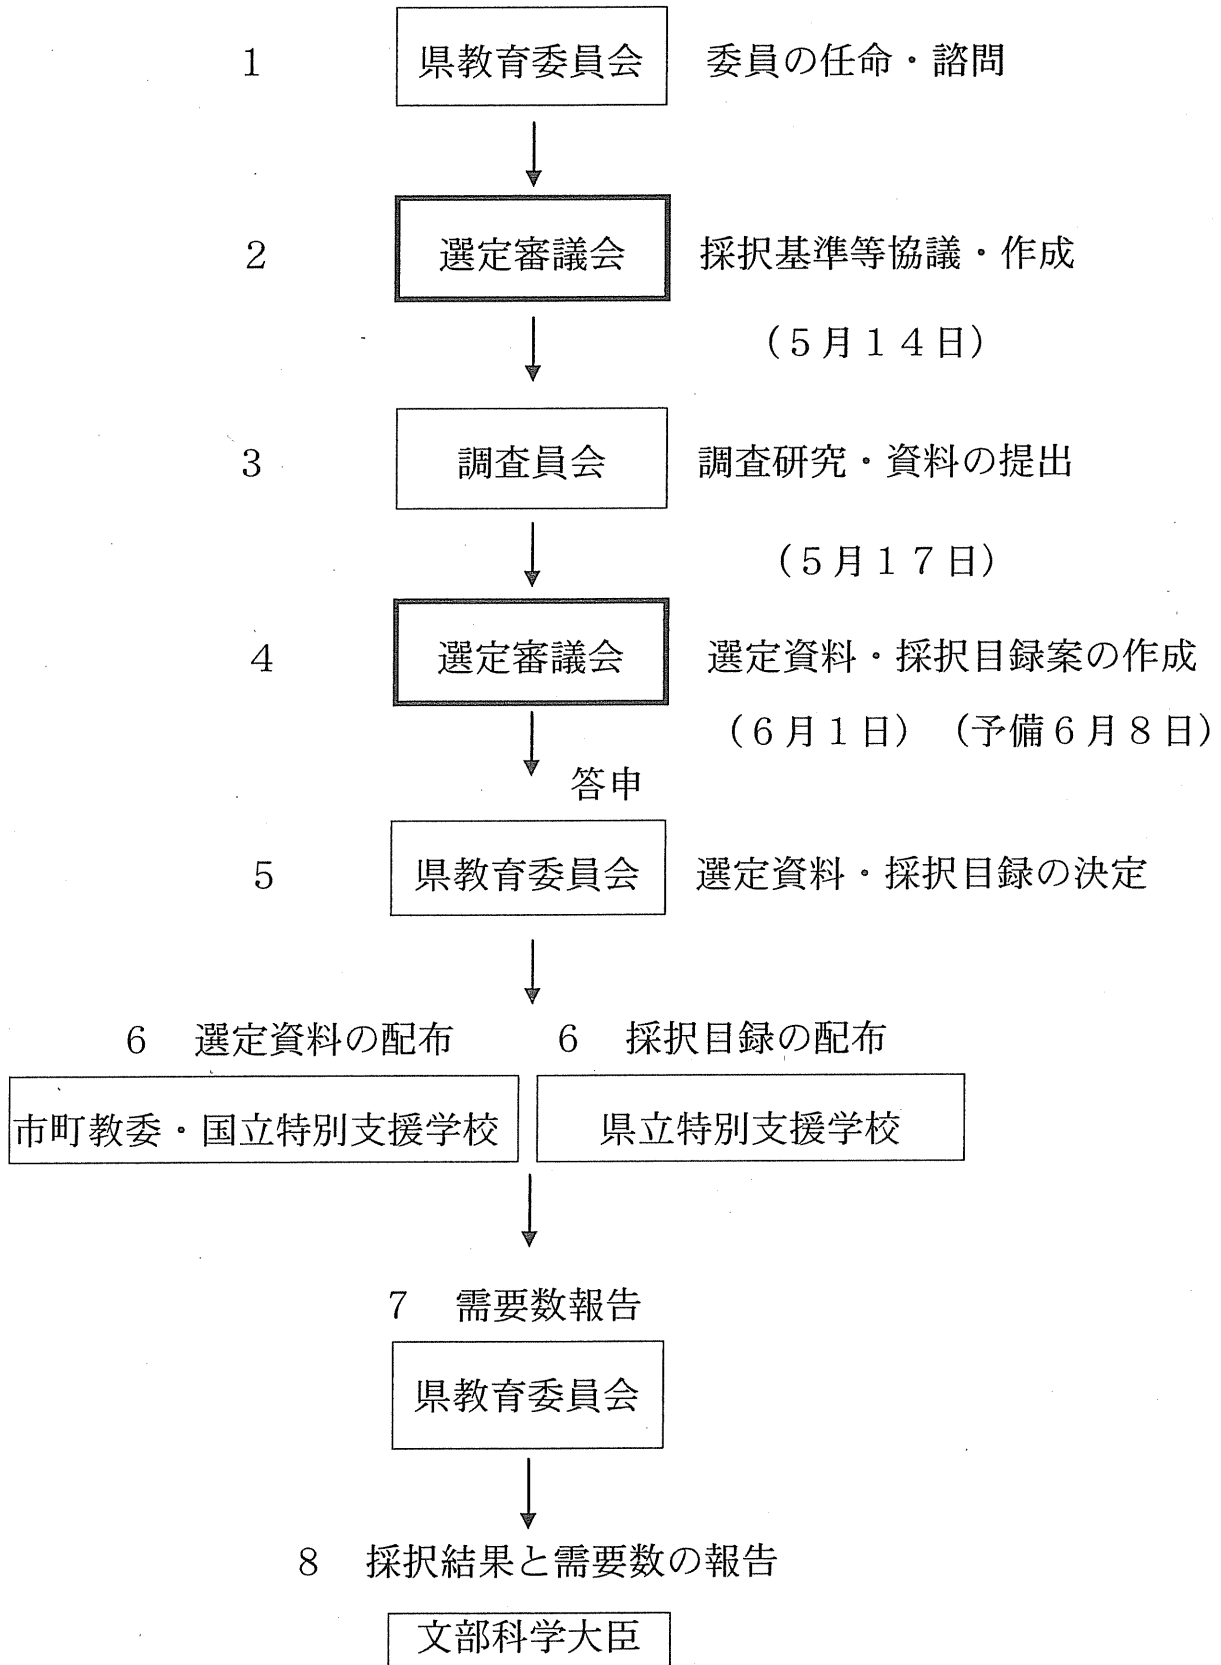 1 県教育委員会 委員の任命・諮問
2 選定審議会 採択基準等協議・作成
(5月14日)
3 調査員会 調査研究・資料の提出
(5月17日)
4 選定審議会 選定資料・採択目録案の作成
(6月1日) (予備6月8日)
答申
5 県教育委員会 選定資料・採択目録の決定
6 選定資料の配布 6 採択目録の配布
市町教委・国立特別支援学校 県立特別支援学校
7 需要数報告
県教育委員会
8 採択結果と需要数の報告
文部科学大臣